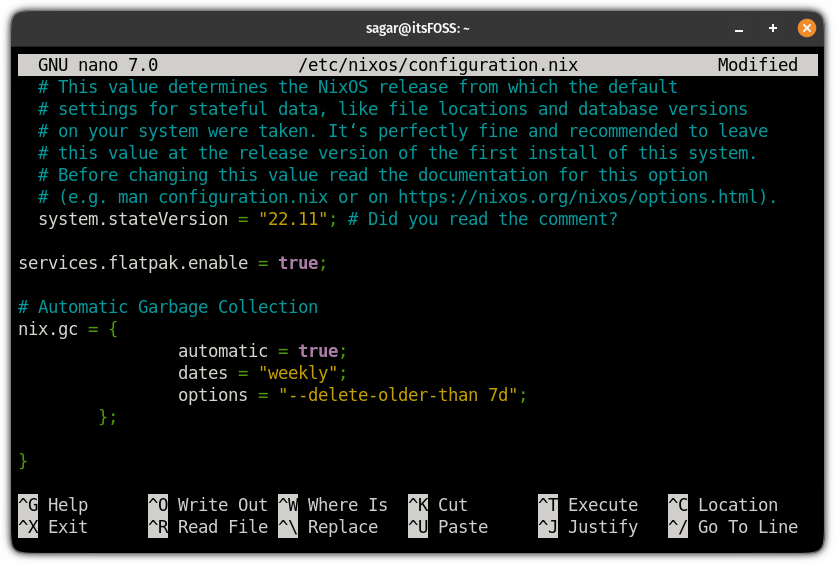 sagar@itsFOSS: ~
GNU nano 7.0 /etc/nixos/configuration.nix Modified
# This value determines the NixOS release from which the default
# settings for stateful data, like file locations and database versions
# on your system were taken. It‘s perfectly fine and recommended to leave
# this value at the release version of the first install of this system.
# Before changing this value read the documentation for this option
# (e.g. man configuration.nix or on https://nixos.org/nixos/options.html).
system.stateVersion = "22.11"; # Did you read the comment?
services.flatpak.enable = true;
# Automatic Garbage Collection
nix.gc = {
automatic = true;
dates = "weekly";
options = "--delete-older-than 7d";
};
}
^G Help ^O Write Out ^W Where Is ^K Cut ^T Execute ^C Location
^X Exit ^R Read File ^\ Replace ^U Paste ^J Justify ^/ Go To Line